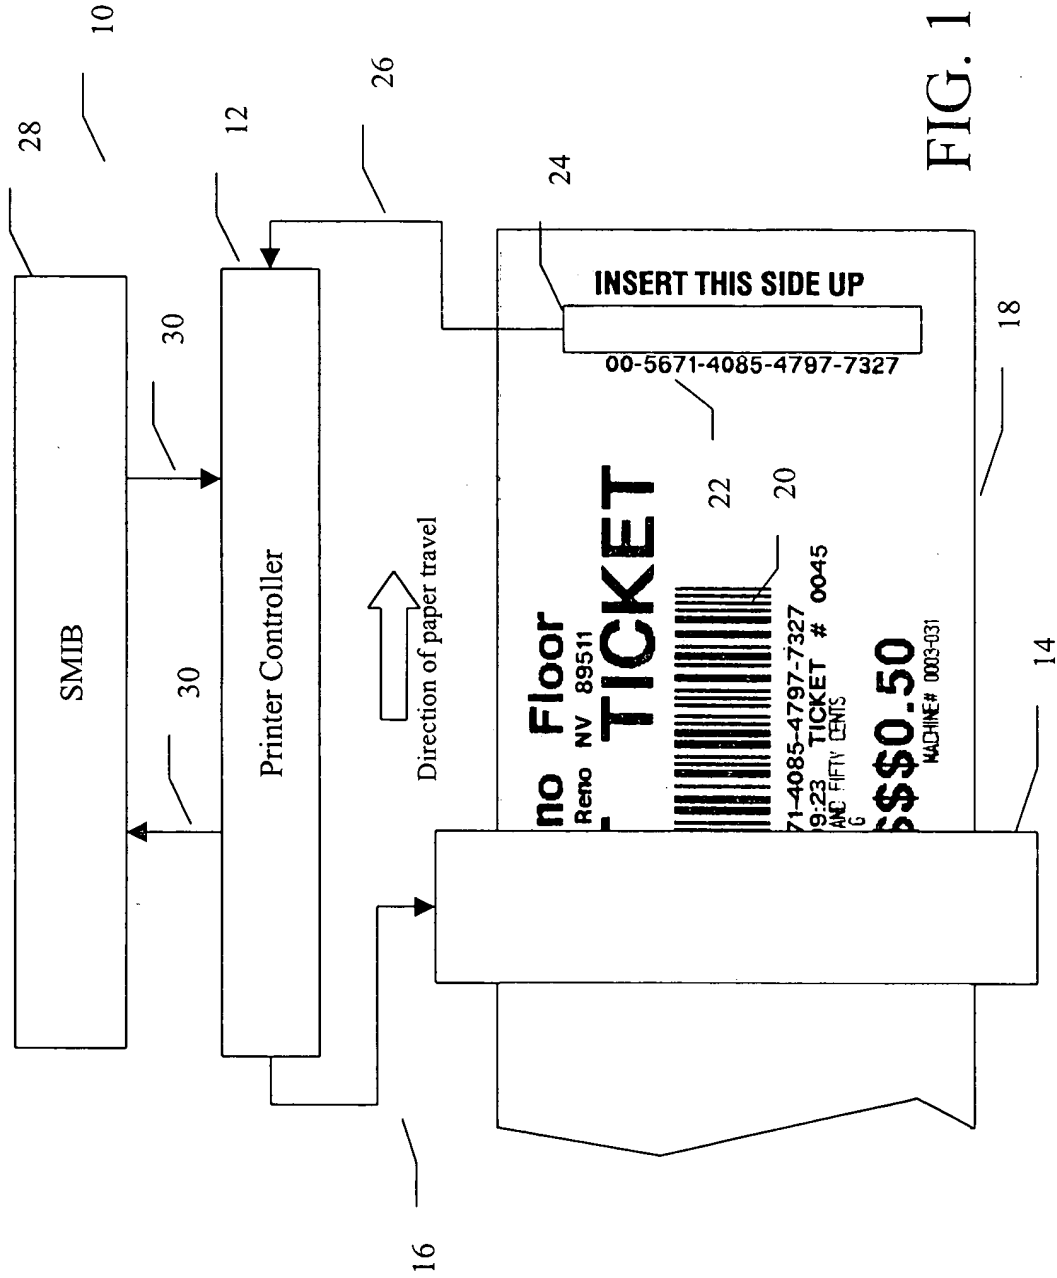 10
28
SMIB
30
30
12
Printer Controller
26
Direction of paper travel
16
24
INSERT THIS SIDE UP
00-5671-4085-4797-7327
22
no Floor
Reno NV 89511
TICKET
20
71-4085-4797-7327
09:23 TICKET # 0045
AND FIFTY CENTS
G
$$$0.50
MACHINE# 0003-031
18
14
FIG. 1